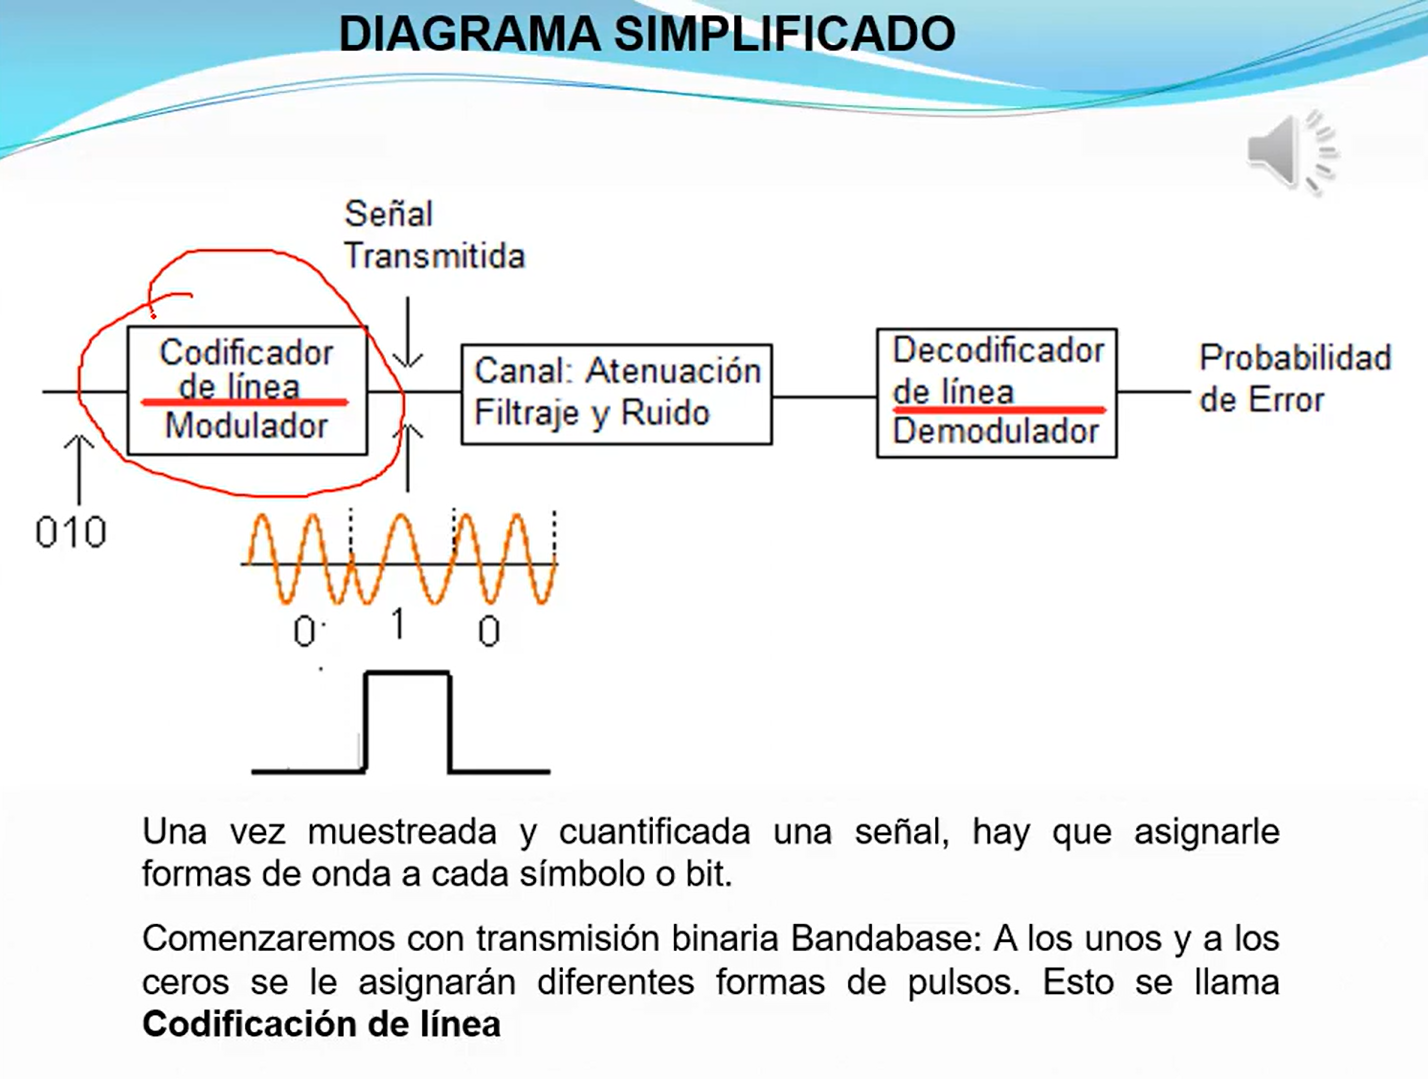 DIAGRAMA SIMPLIFICADO
Señal
Transmitida
Codificador
de línea
Modulador
Canal: Atenuación
Filtraje y Ruido
Decodificador
de línea
Demodulador
Probabilidad
de Error
010
0 1 0
Una vez muestreada y cuantificada una señal, hay que asignarle
formas de onda a cada símbolo o bit.
Comenzaremos con transmisión binaria Bandabase: A los unos y a los
ceros se le asignarán diferentes formas de pulsos. Esto se llama
Codificación de línea